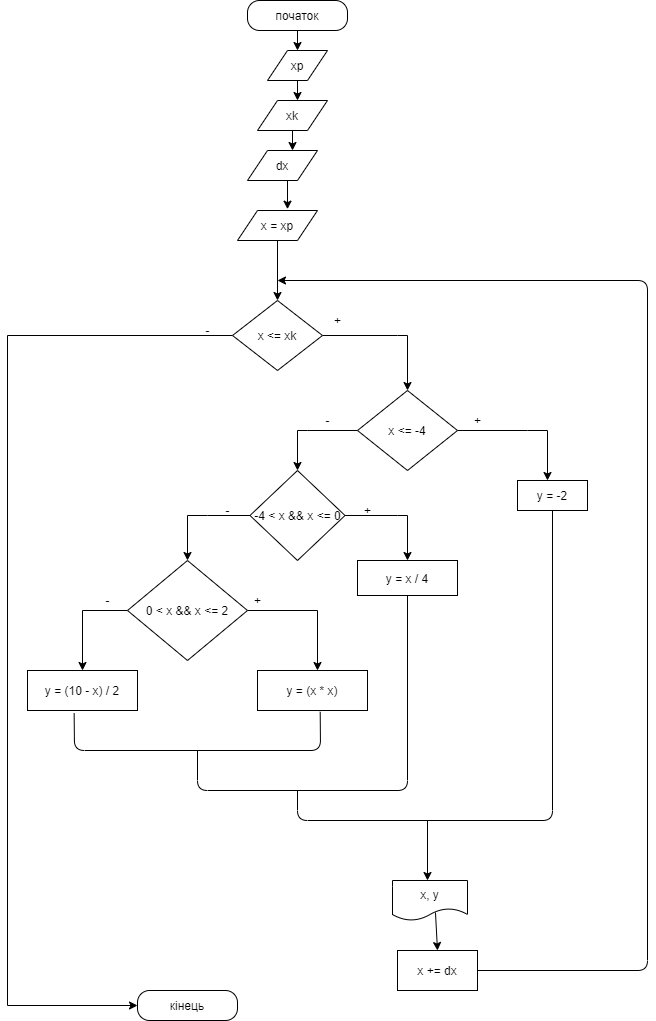 початок
xp
xk
dx
x = xp
-
+
x <= xk
-
+
x <= -4
y = -2
-
+
-4 < x && x <= 0
y = x / 4
-
+
0 < x && x <= 2
y = (10 - x) / 2
y = (x * x)
x, y
x += dx
кінець